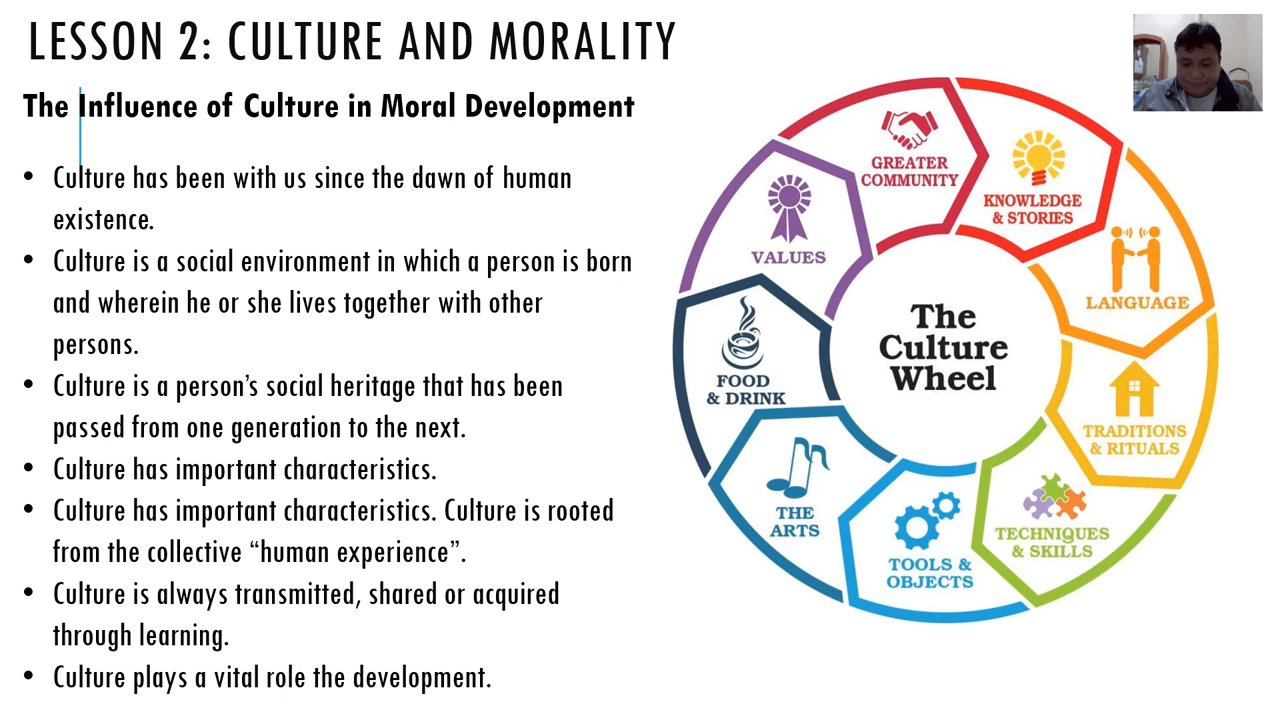 LESSON 2: CULTURE AND MORALITY
The Influence of Culture in Moral Development
• Culture has been with us since the dawn of human
existence.
• Culture is a social environment in which a person is born
and wherein he or she lives together with other
persons.
• Culture is a person’s social heritage that has been
passed from one generation to the next.
• Culture has important characteristics.
• Culture has important characteristics. Culture is rooted
from the collective “human experience”.
• Culture is always transmitted, shared or acquired
through learning.
• Culture plays a vital role the development.
The
Culture
Wheel
GREATER
COMMUNITY
KNOWLEDGE
& STORIES
LANGUAGE
TRADITIONS
& RITUALS
TECHNIQUES
& SKILLS
TOOLS &
OBJECTS
THE
ARTS
FOOD
& DRINK
VALUES